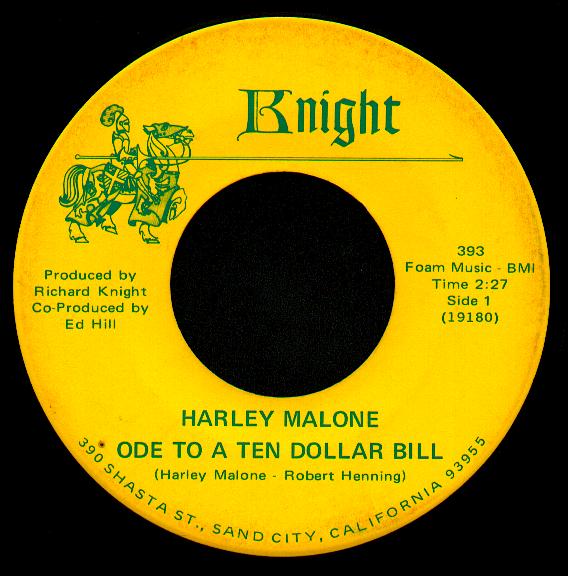 Knight
Produced by
Richard Knight
Co-Produced by
Ed Hill
393
Foam Music - BMI
Time 2:27
Side 1
(19180)
HARLEY MALONE
ODE TO A TEN DOLLAR BILL
(Harley Malone - Robert Henning)
390 SHASTA ST., SAND CITY, CALIFORNIA 93955